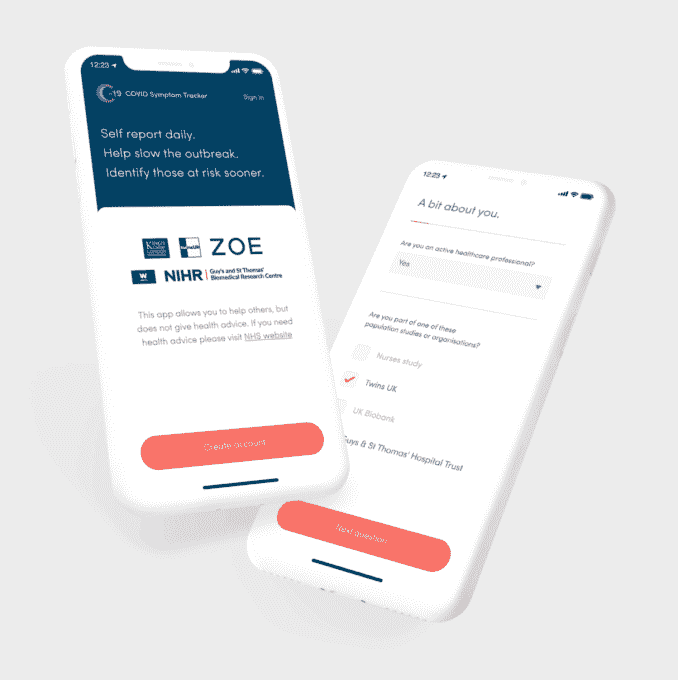 12:23
C-19 COVID Symptom Tracker
Sign in
Self report daily.
Help slow the outbreak.
Identify those at risk sooner.
KING'S
College
LONDON
ZOE
W
NIHR | Guy's and St Thomas'
Biomedical Research Centre
This app allows you to help others, but
does not give health advice. If you need
health advice please visit NHS website
Create account
12:23
A bit about you.
Are you an active healthcare professional?
Yes
Are you part of one of these
population studies or organisations?
Nurses study
Twins UK
UK Biobank
Guys & St Thomas' Hospital Trust
Next question